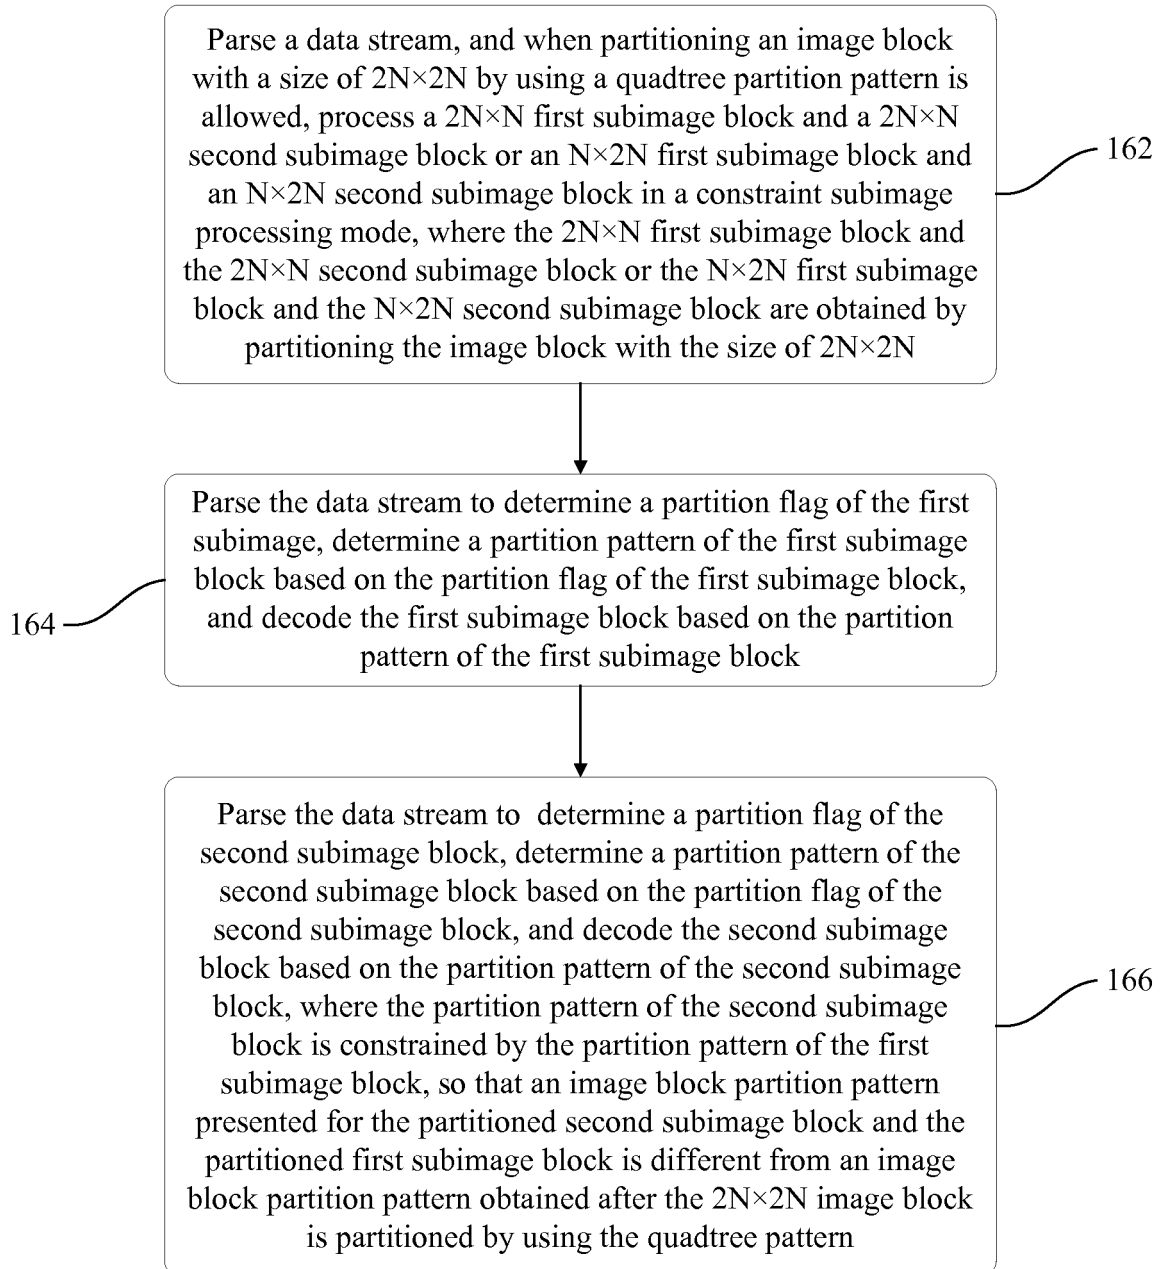 Parse a data stream, and when partitioning an image block
with a size of 2N×2N by using a quadtree partition pattern is
allowed, process a 2N×N first subimage block and a 2N×N
second subimage block or an N×2N first subimage block and
an N×2N second subimage block in a constraint subimage
processing mode, where the 2N×N first subimage block and
the 2N×N second subimage block or the N×2N first subimage
block and the N×2N second subimage block are obtained by
partitioning the image block with the size of 2N×2N
162
Parse the data stream to determine a partition flag of the first
subimage, determine a partition pattern of the first subimage
block based on the partition flag of the first subimage block,
and decode the first subimage block based on the partition
pattern of the first subimage block
164
Parse the data stream to  determine a partition flag of the
second subimage block, determine a partition pattern of the
second subimage block based on the partition flag of the
second subimage block, and decode the second subimage
block based on the partition pattern of the second subimage
block, where the partition pattern of the second subimage
block is constrained by the partition pattern of the first
subimage block, so that an image block partition pattern
presented for the partitioned second subimage block and the
partitioned first subimage block is different from an image
block partition pattern obtained after the 2N×2N image block
is partitioned by using the quadtree pattern
166